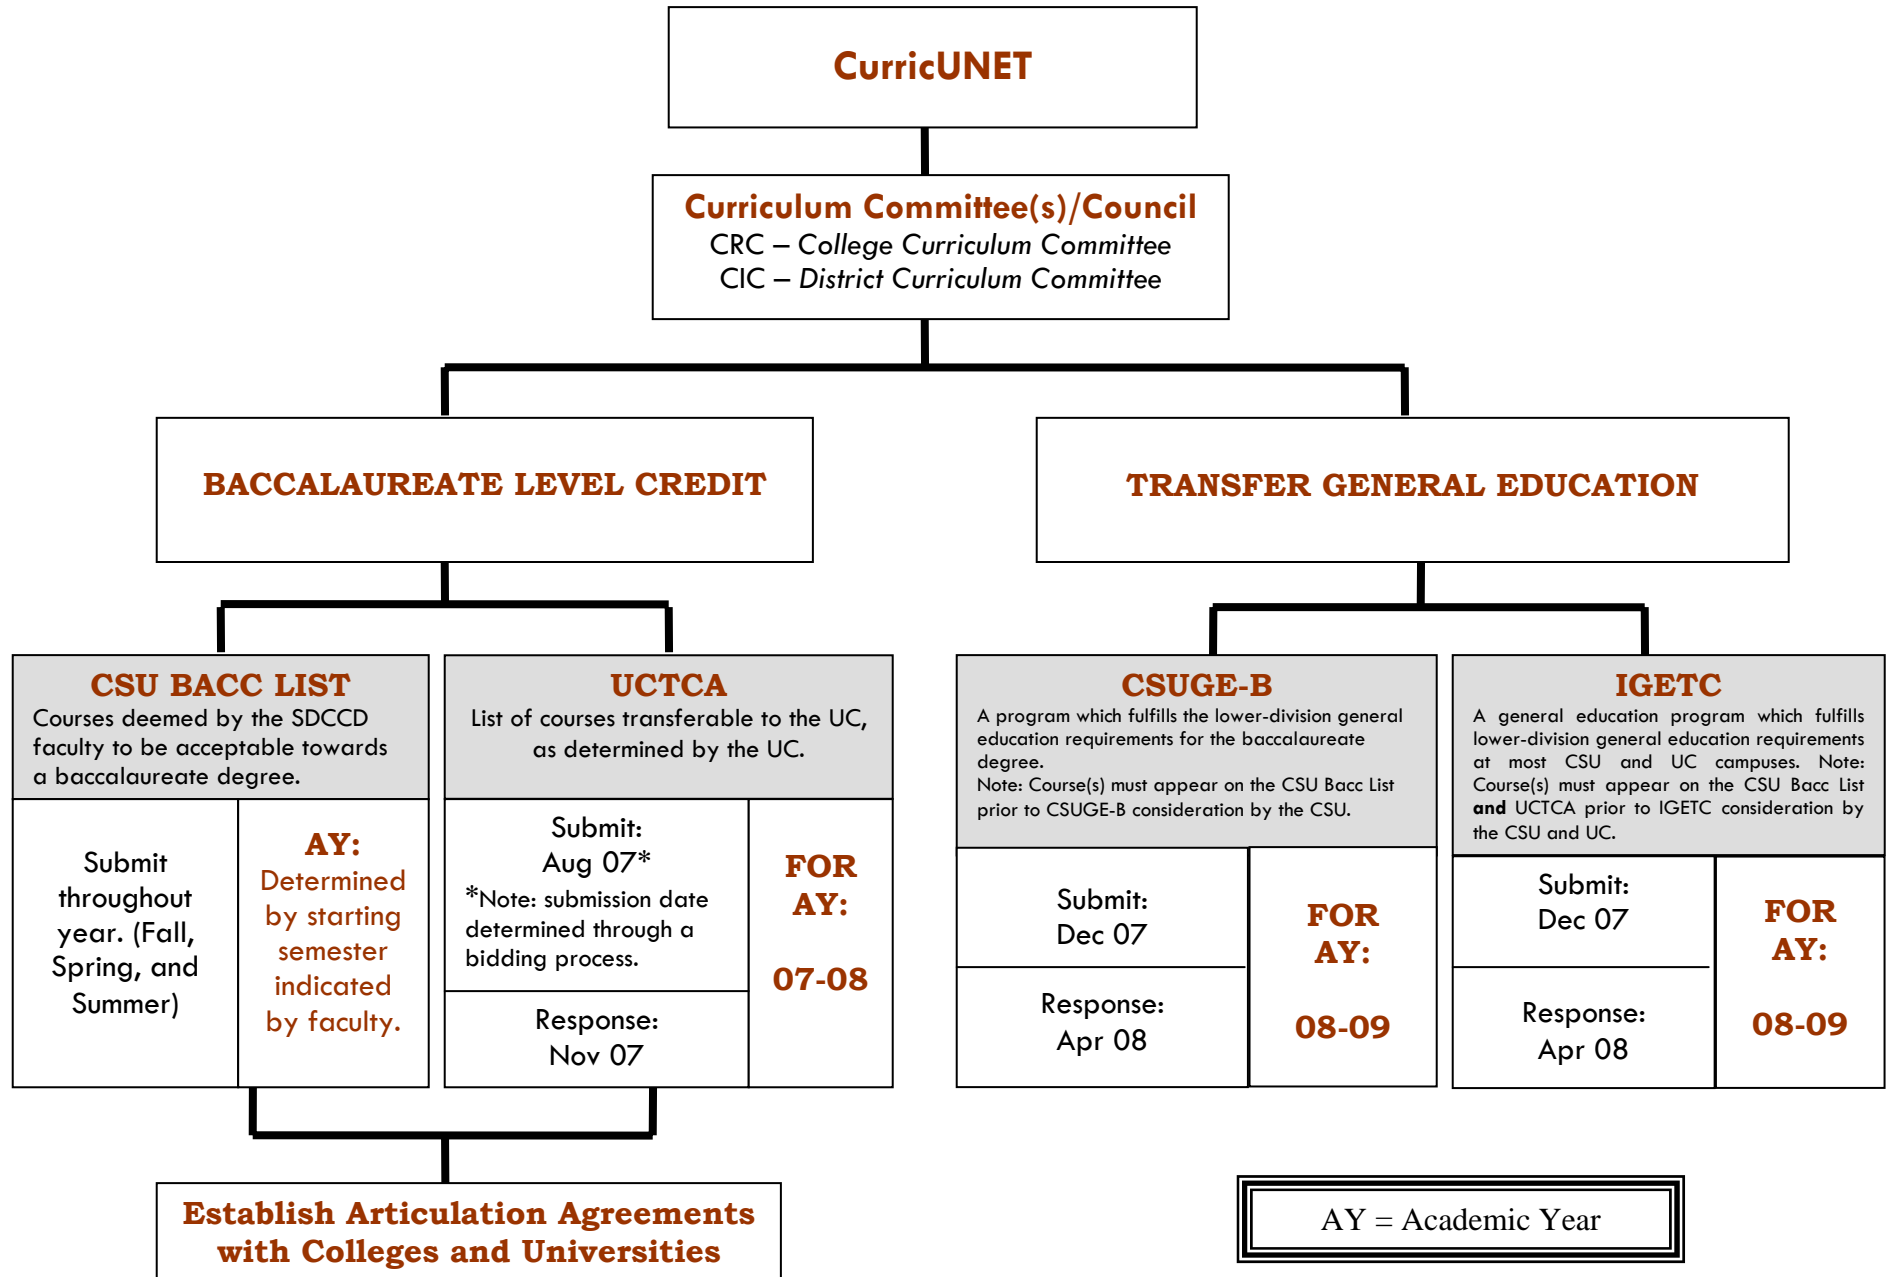 CurricUNET
Curriculum Committee(s)/Council
CRC – College Curriculum Committee
CIC – District Curriculum Committee
BACCALAUREATE LEVEL CREDIT
TRANSFER GENERAL EDUCATION
CSU BACC LIST
Courses deemed by the SDCCD
faculty to be acceptable towards
a baccalaureate degree.
Submit
throughout
year. (Fall,
Spring, and
Summer)
AY:
Determined
by starting
semester
indicated
by faculty.
UCTCA
List of courses transferable to the UC,
as determined by the UC.
Submit:
Aug 07*
*Note: submission date
determined through a
bidding process.
Response:
Nov 07
FOR
AY:
07-08
CSUGE-B
A program which fulfills the lower-division general
education requirements for the baccalaureate
degree.
Note: Course(s) must appear on the CSU Bacc List
prior to CSUGE-B consideration by the CSU.
Submit:
Dec 07
Response:
Apr 08
FOR
AY:
08-09
IGETC
A general education program which fulfills
lower-division general education requirements
at most CSU and UC campuses. Note:
Course(s) must appear on the CSU Bacc List
and UCTCA prior to IGETC consideration by
the CSU and UC.
Submit:
Dec 07
Response:
Apr 08
FOR
AY:
08-09
Establish Articulation Agreements
with Colleges and Universities
AY = Academic Year